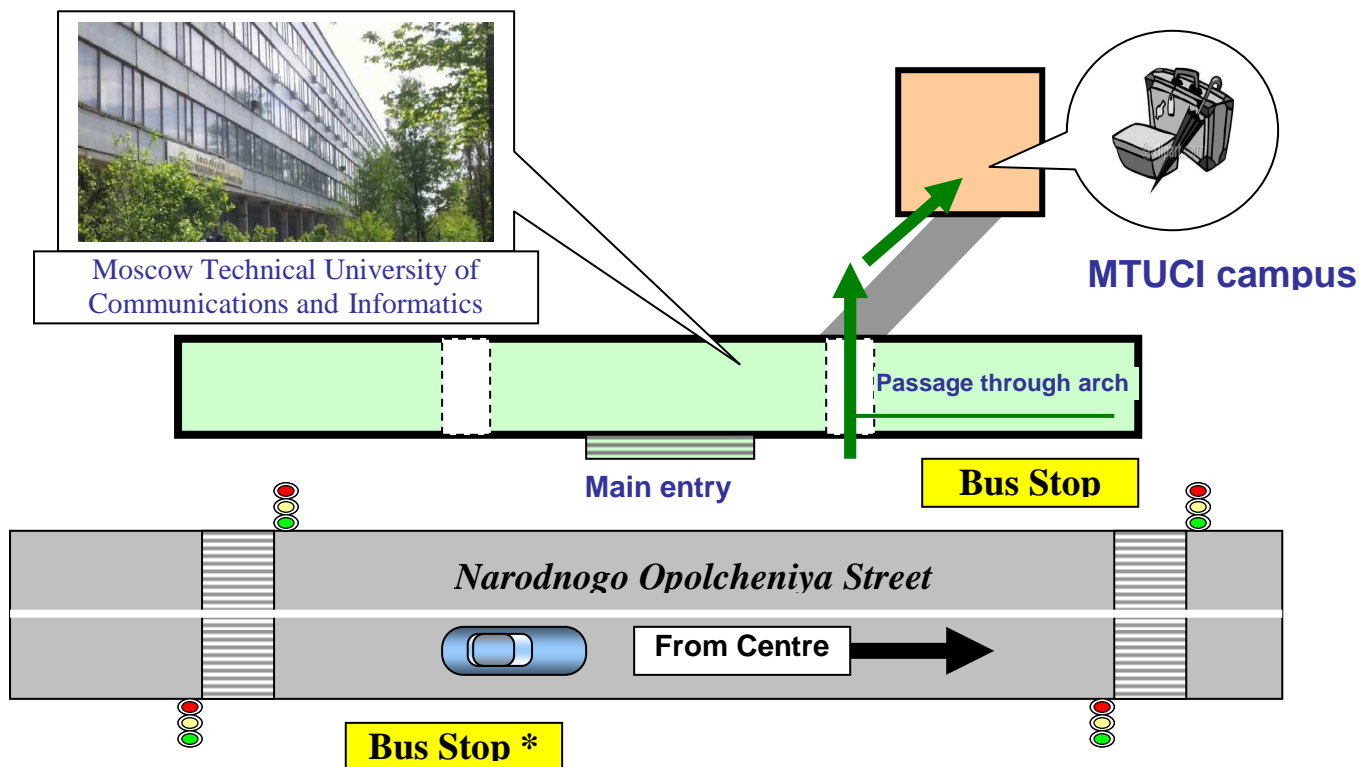 Moscow Technical University of
Communications and Informatics
MTUCI campus
Passage through arch
Main entry
Bus Stop
Narodnogo Opolcheniya Street
From Centre
Bus Stop *